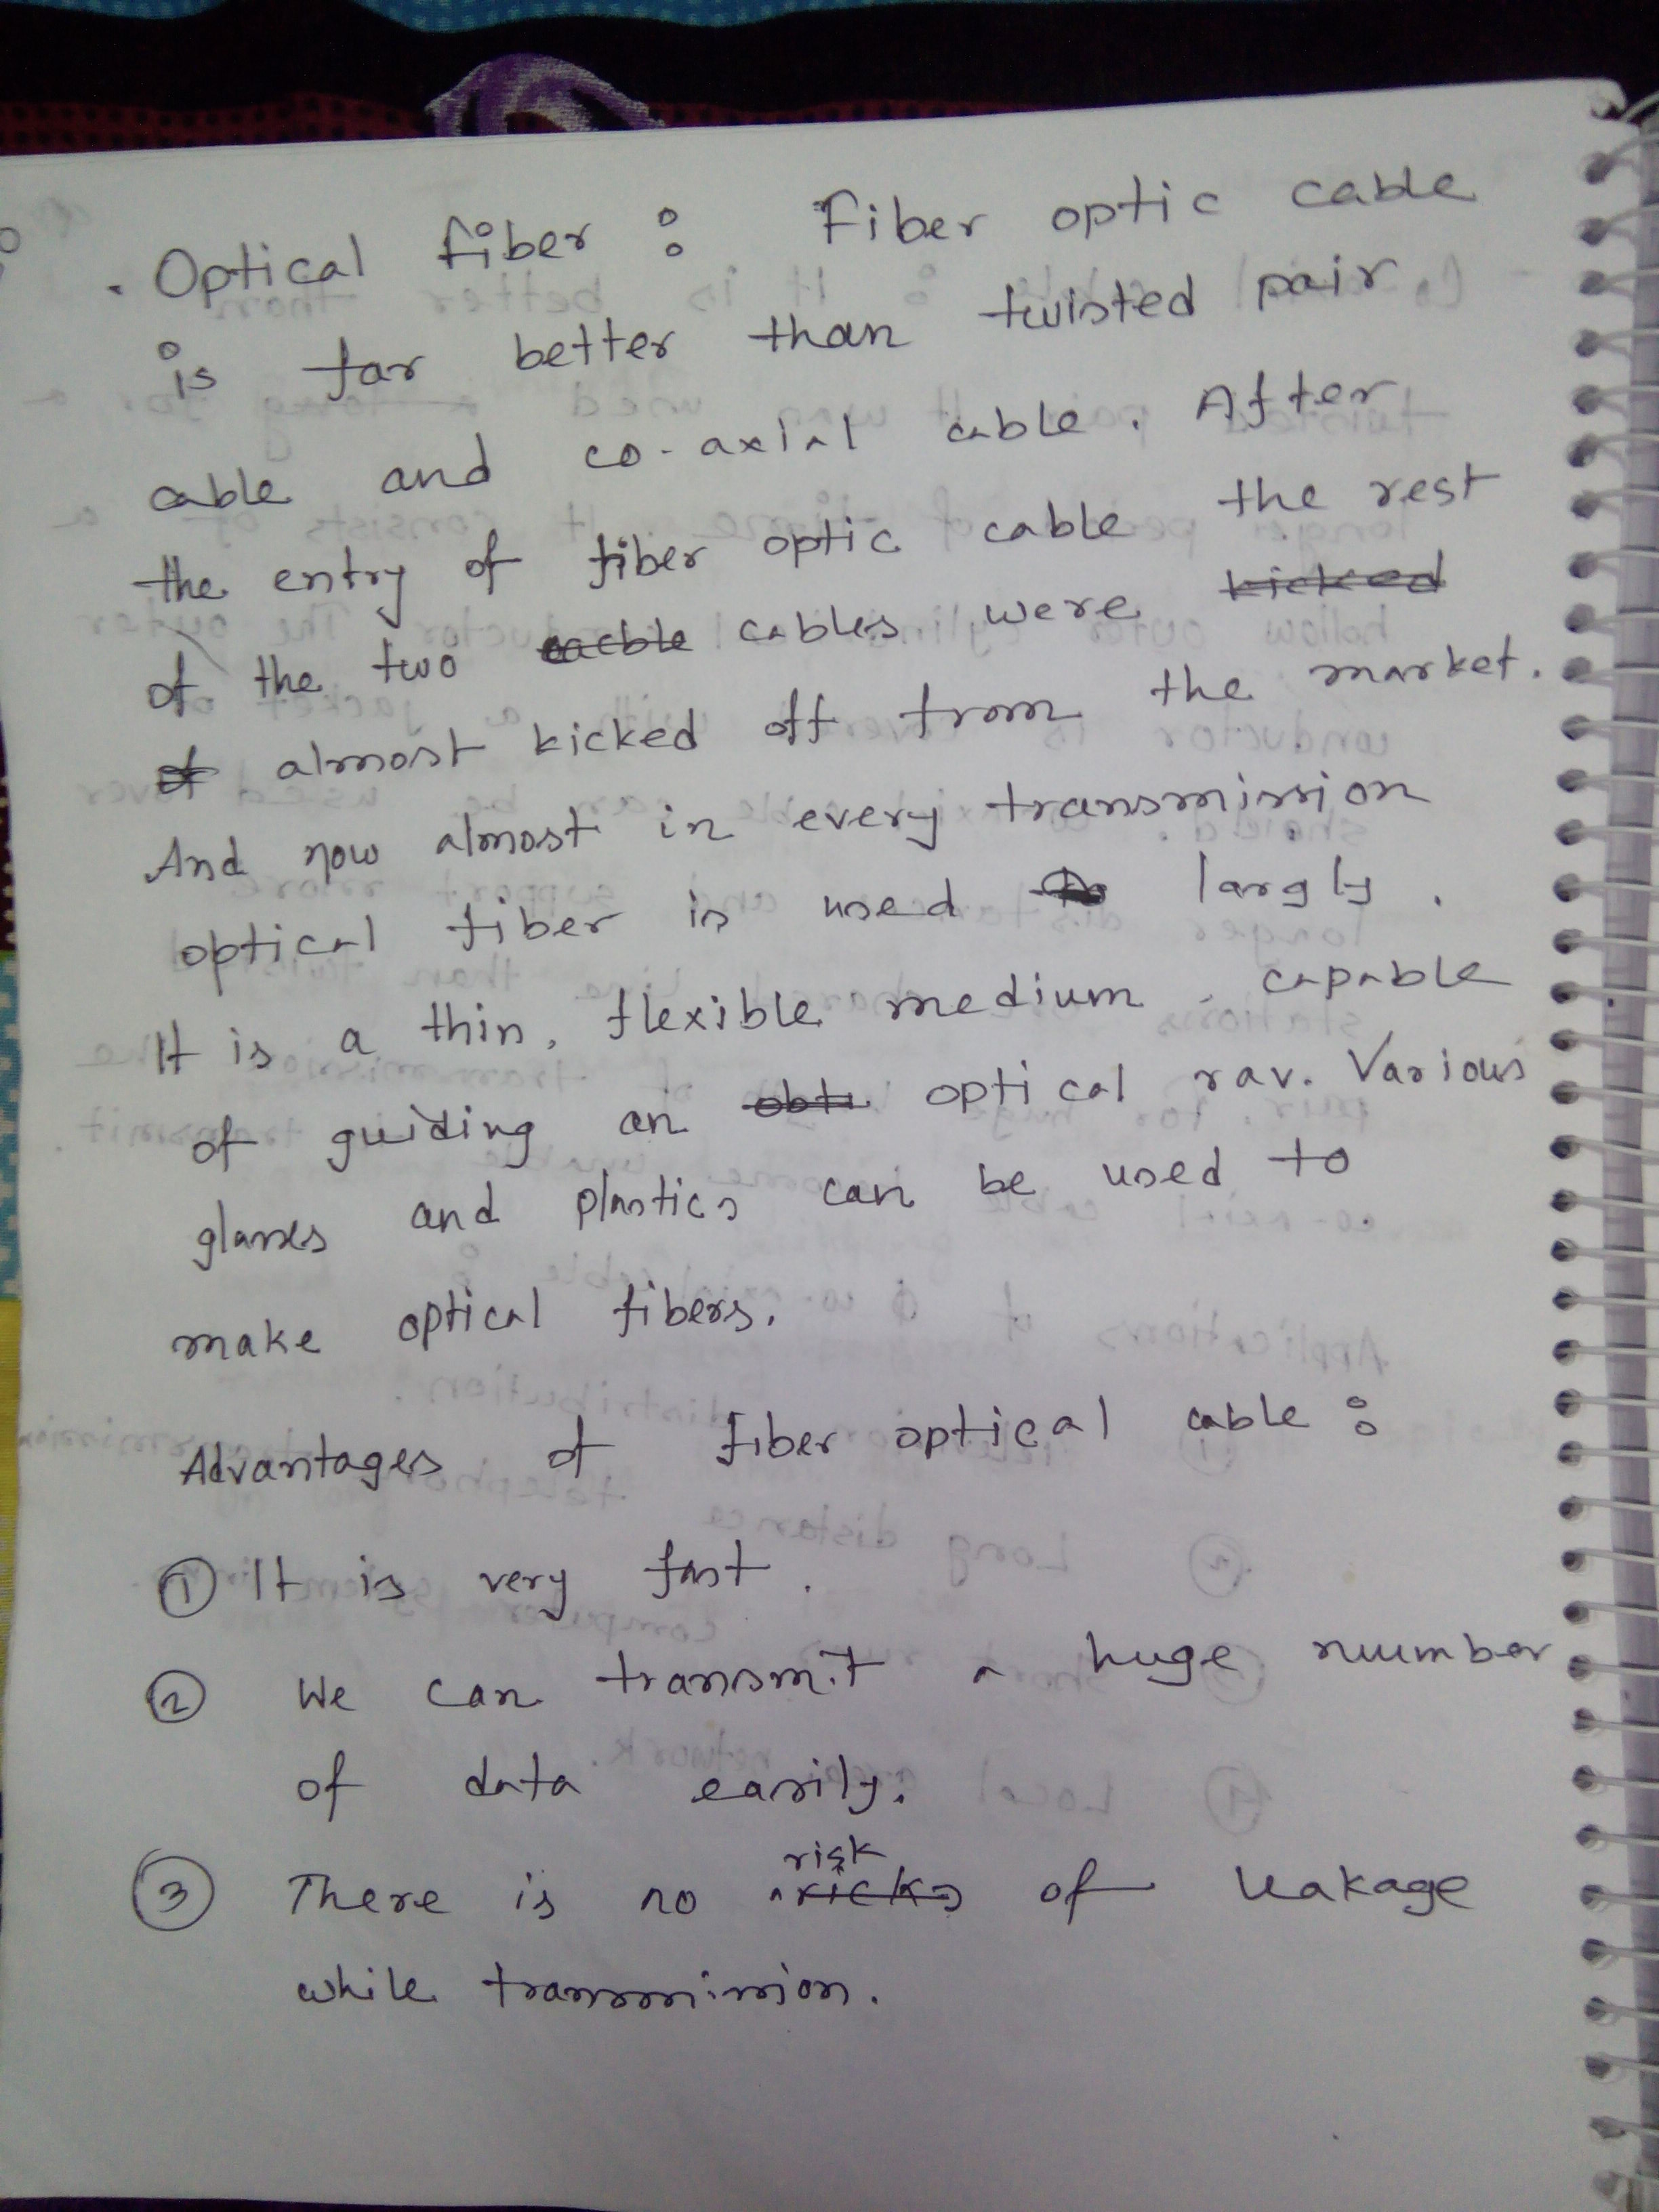 . Optical fiber : Fiber optic cable
is far better than twisted pair
cable and co-axial cable. After
the entry of fiber optic cable the rest
of the two cables were kicked
almost kicked off from the market.
And now almost in every transmission
optical fiber is used largly.
It is a thin, flexible medium, capable
of guiding an optical rav. Various
glasses and plastics can be used to
make optical fibers.
Advantages of fiber optical cable :
① It is very fast.
② We can transmit a huge number
of data easily.
③ There is no risk of leakage
while transmission.